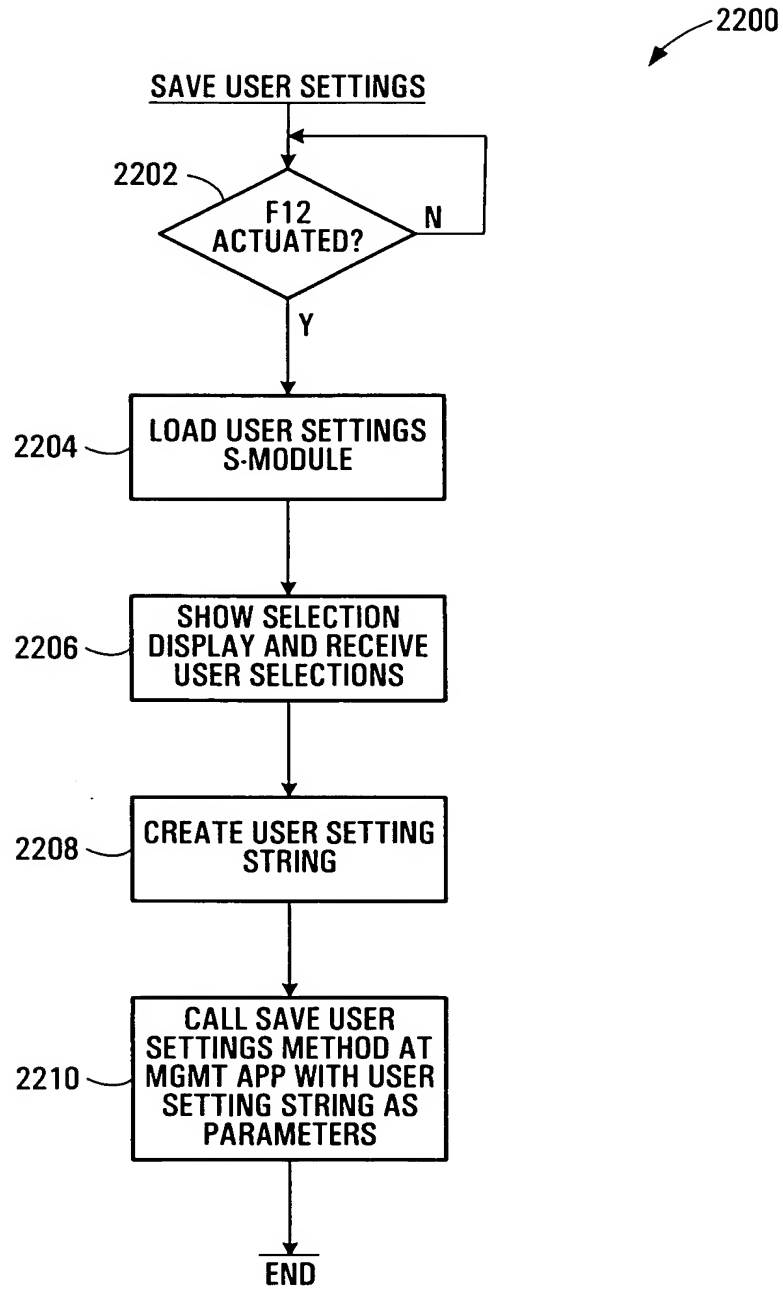 2200
SAVE USER SETTINGS
2202
F12
ACTUATED?
N
Y
2204
LOAD USER SETTINGS
S-MODULE
2206
SHOW SELECTION
DISPLAY AND RECEIVE
USER SELECTIONS
2208
CREATE USER SETTING
STRING
2210
CALL SAVE USER
SETTINGS METHOD AT
MGMT APP WITH USER
SETTING STRING AS
PARAMETERS
END